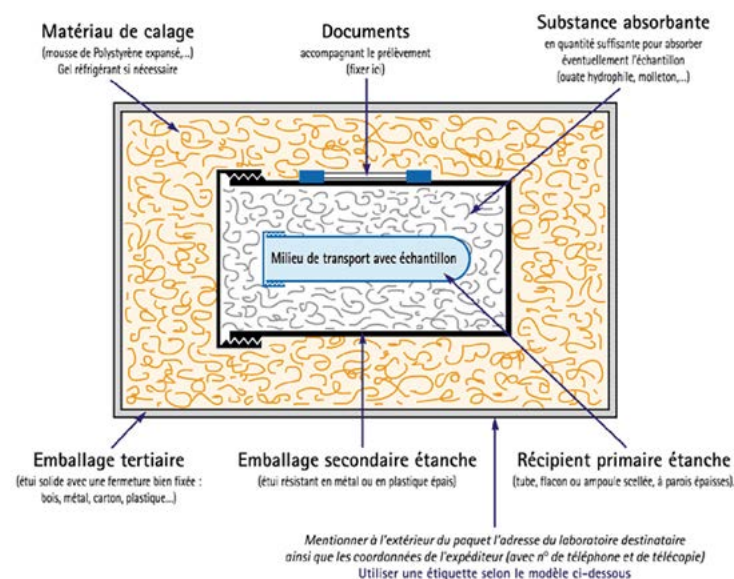 Matériau de calage
(mousse de Polystyrène expansé,...)
Gel réfrigérant si nécessaire
Documents
accompagnant le prélèvement
(fixer ici)
Substance absorbante
en quantité suffisante pour absorber
éventuellement l'échantillon
(ouate hydrophile, molleton,...)
Milieu de transport avec échantillon
Emballage tertiaire
(étui solide avec une fermeture bien fixée :
bois, métal, carton, plastique...)
Emballage secondaire étanche
(étui résistant en métal ou en plastique épais)
Récipient primaire étanche
(tube, flacon ou ampoule scellée, à parois épaisses).
Mentionner à l'extérieur du paquet l'adresse du laboratoire destinataire
ainsi que les coordonnées de l'expéditeur (avec n° de téléphone et de télécopie)
Utiliser une étiquette selon le modèle ci-dessous